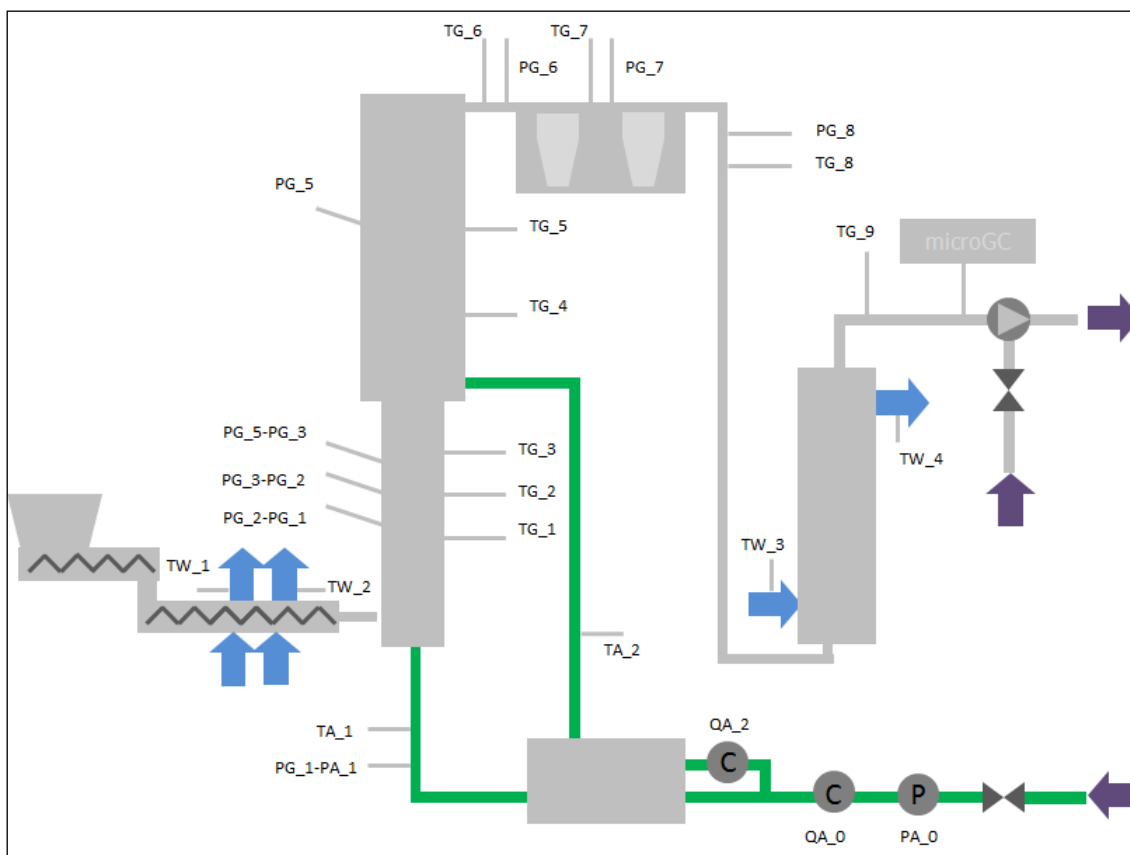 TG_6
TG_7
PG_6
PG_7
PG_8
TG_8
PG_5
TG_5
TG_9
microGC
TG_4
PG_5-PG_3
TG_3
PG_3-PG_2
TG_2
PG_2-PG_1
TG_1
TW_4
TW_3
TW_1
TW_2
TA_2
TA_1
PG_1-PA_1
QA_2
C
C
P
QA_0
PA_0